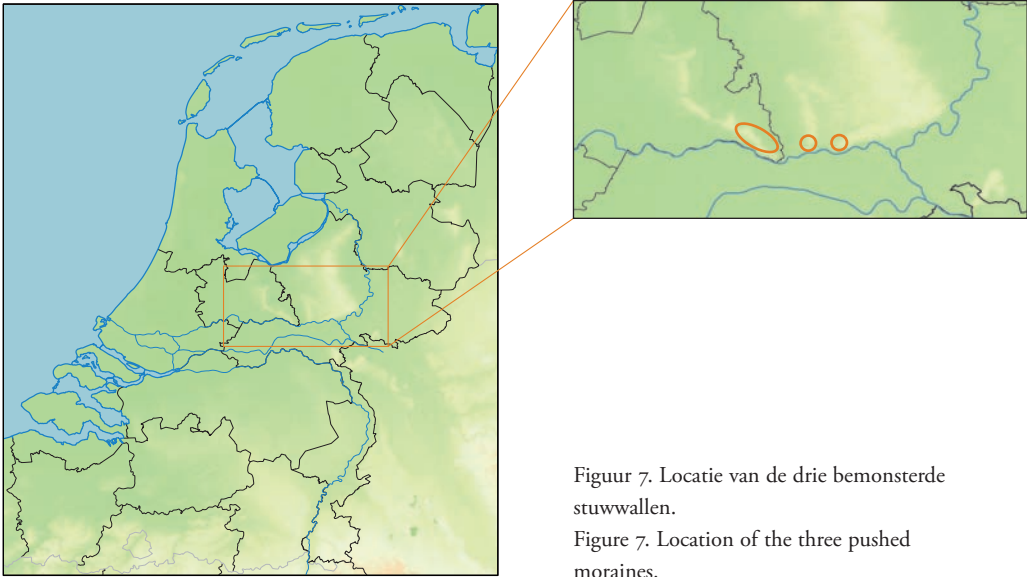 Figuur 7. Locatie van de drie bemonsterde
stuwwallen.
Figure 7. Location of the three pushed
moraines.